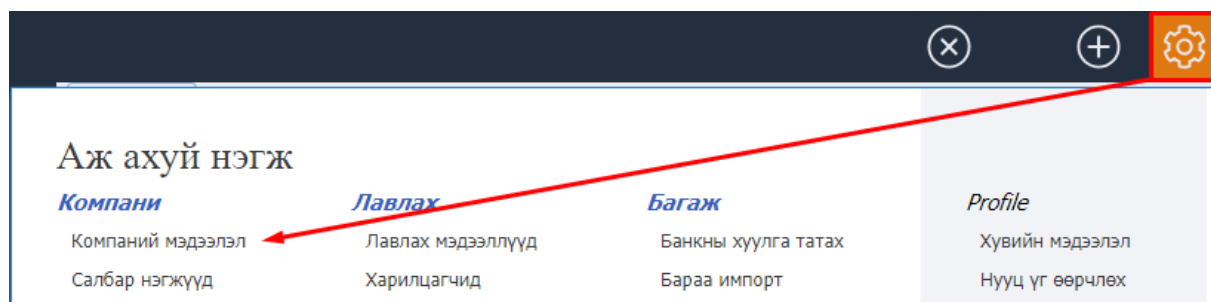 Аж ахуй нэгж
Компани
Компаний мэдээлэл
Салбар нэгжүүд
Лавлах
Лавлах мэдээллүүд
Харилцагчид
Багаж
Банкны хуулга татах
Бараа импорт
Profile
Хувийн мэдээлэл
Нууц үг өөрчлөх